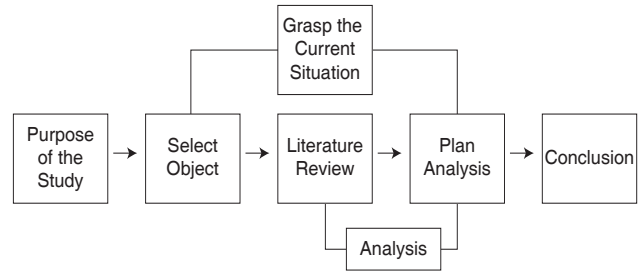 Grasp the
Current
Situation
Purpose
of the
Study
Select
Object
Literature
Review
Plan
Analysis
Conclusion
Analysis